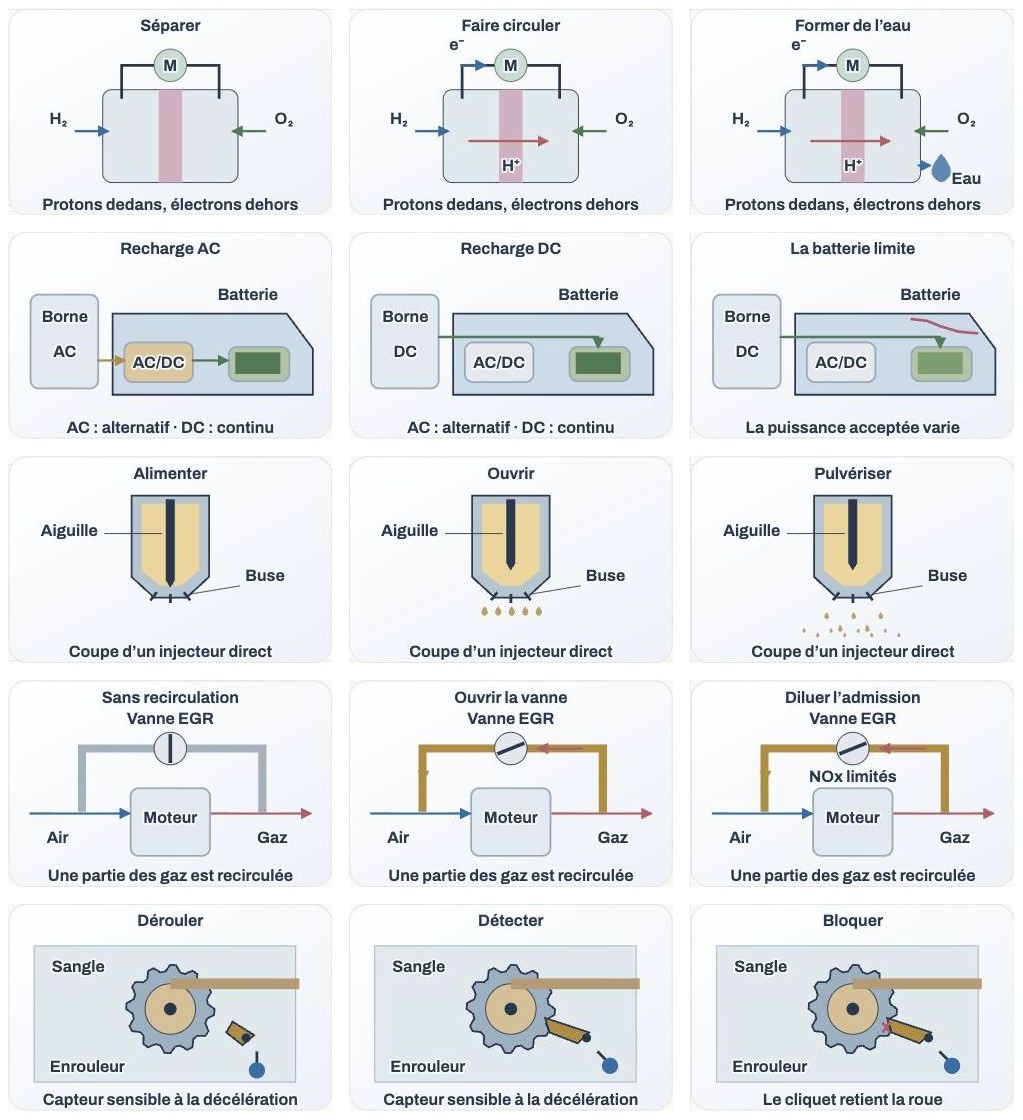 Séparer
M
H₂
O₂
Protons dedans, électrons dehors
Faire circuler
e⁻
M
H₂
O₂
H⁺
Protons dedans, électrons dehors
Former de l’eau
e⁻
M
H₂
O₂
H⁺
Eau
Protons dedans, électrons dehors
Recharge AC
Batterie
Borne
AC
AC/DC
AC : alternatif · DC : continu
Recharge DC
Batterie
Borne
DC
AC/DC
AC : alternatif · DC : continu
La batterie limite
Batterie
Borne
DC
AC/DC
La puissance acceptée varie
Alimenter
Aiguille
Buse
Coupe d’un injecteur direct
Ouvrir
Aiguille
Buse
Coupe d’un injecteur direct
Pulvériser
Aiguille
Buse
Coupe d’un injecteur direct
Sans recirculation
Vanne EGR
Moteur
Air
Gaz
Une partie des gaz est recirculée
Ouvrir la vanne
Vanne EGR
Moteur
Air
Gaz
Une partie des gaz est recirculée
Diluer l’admission
Vanne EGR
NOx limités
Moteur
Air
Gaz
Une partie des gaz est recirculée
Dérouler
Sangle
Enrouleur
Capteur sensible à la décélération
Détecter
Sangle
Enrouleur
Capteur sensible à la décélération
Bloquer
Sangle
Enrouleur
Le cliquet retient la roue